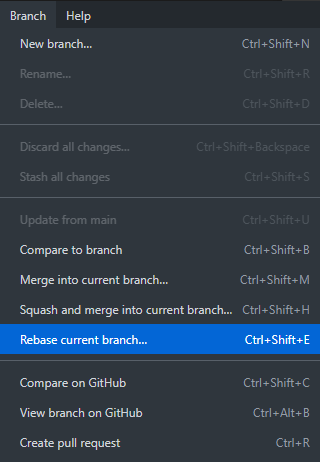 Branch Help
New branch... Ctrl+Shift+N
Rename... Ctrl+Shift+R
Delete... Ctrl+Shift+D
Discard all changes... Ctrl+Shift+Backspace
Stash all changes Ctrl+Shift+S
Update from main Ctrl+Shift+U
Compare to branch Ctrl+Shift+B
Merge into current branch... Ctrl+Shift+M
Squash and merge into current branch... Ctrl+Shift+H
Rebase current branch... Ctrl+Shift+E
Compare on GitHub Ctrl+Shift+C
View branch on GitHub Ctrl+Alt+B
Create pull request Ctrl+R